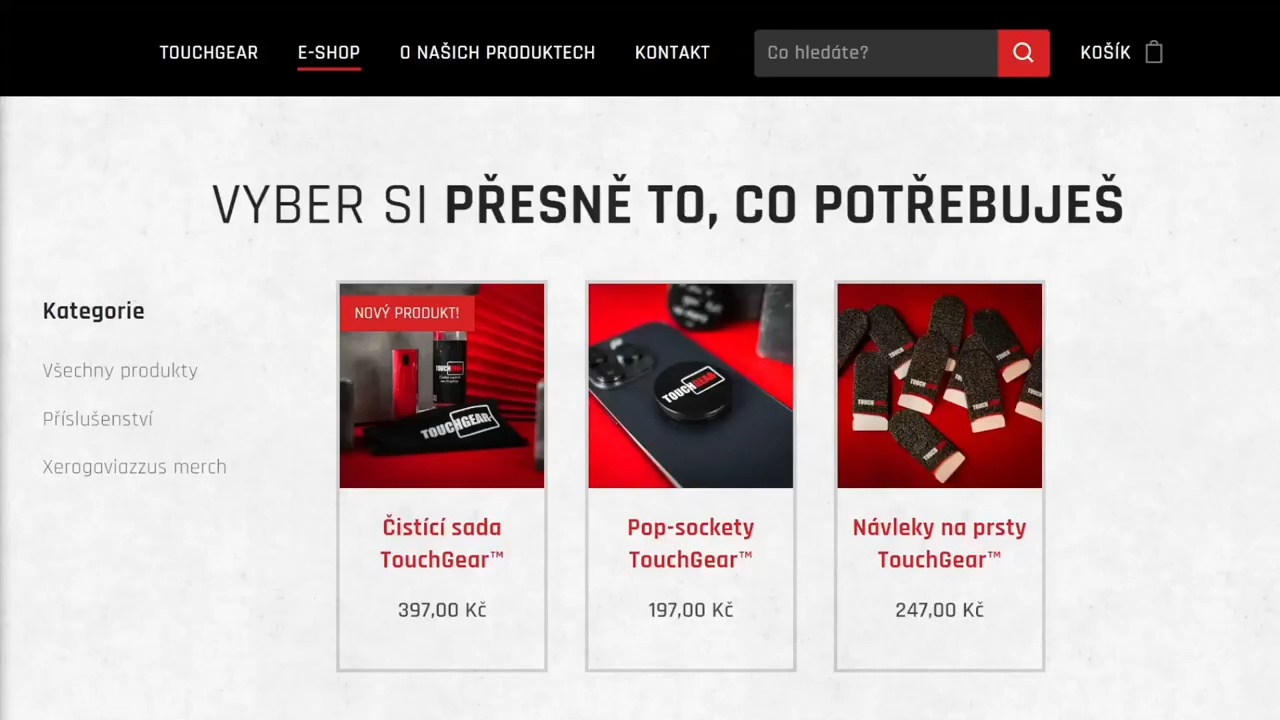 TOUCHGEAR
E-SHOP
O NAŠICH PRODUKTECH
KONTAKT
Co hledáte?
KOŠÍK
VYBER SI PŘESNĚ TO, CO POTŘEBUJEŠ
Kategorie
Všechny produkty
Příslušenství
Xerogaviazzus merch
NOVÝ PRODUKT!
TOUCHGEAR
Čistící sada
TouchGear™
397,00 Kč
TOUCHGEAR
Pop-sockety
TouchGear™
197,00 Kč
Návleky na prsty
TouchGear™
247,00 Kč